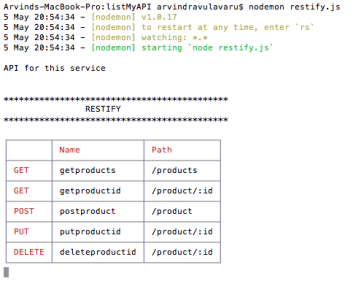 Arvinds-MacBook-Pro:listMyAPI arvindravulavaru$ nodemon restify.js
5 May 20:54:34 - [nodemon] v1.0.17
5 May 20:54:34 - [nodemon] to restart at any time, enter `rs`
5 May 20:54:34 - [nodemon] watching: *.*
5 May 20:54:34 - [nodemon] starting `node restify.js`
API for this service
********************************************
RESTIFY
********************************************
Name Path
GET getproducts /products
GET getproductid /product/:id
POST postproduct /product
PUT putproductid /product/:id
DELETE deleteproductid /product/:id